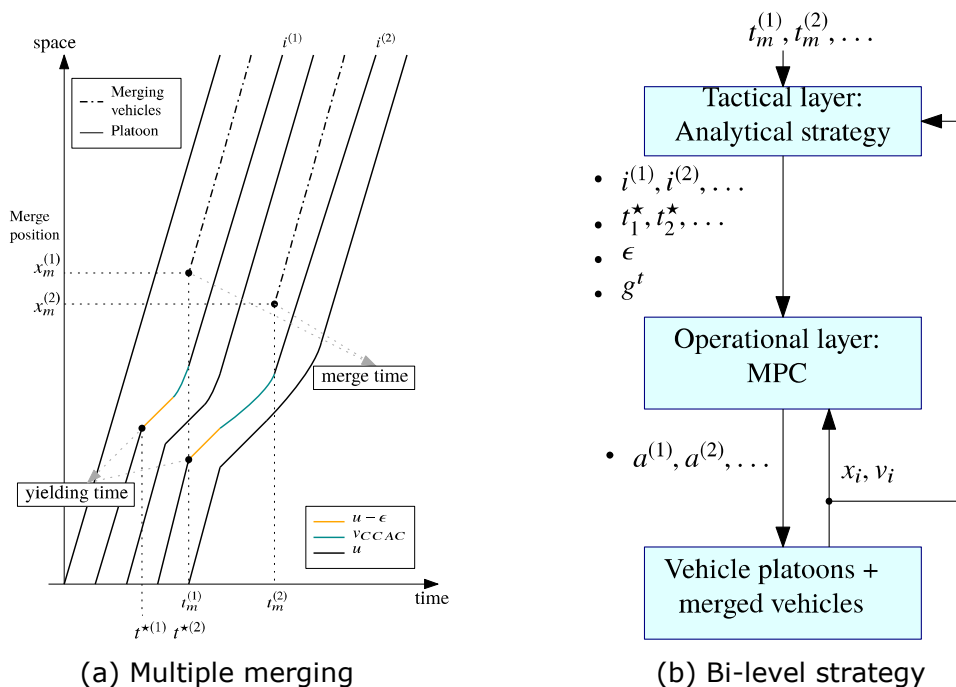 space
i^{(1)}
i^{(2)}
Merging
vehicles
Platoon
Merge
position
x_m^{(1)}
x_m^{(2)}
merge time
yielding time
u − ϵ
v_{CCAC}
u
t_m^{(1)}
t_m^{(2)}
time
t^{⋆(1)}
t^{⋆(2)}
(a) Multiple merging
t_m^{(1)}, t_m^{(2)}, . . .
Tactical layer:
Analytical strategy
• i^{(1)}, i^{(2)}, . . .
• t_1^⋆, t_2^⋆, . . .
• ϵ
• g^t
Operational layer:
MPC
• a^{(1)}, a^{(2)}, . . .
x_i, v_i
Vehicle platoons +
merged vehicles
(b) Bi-level strategy